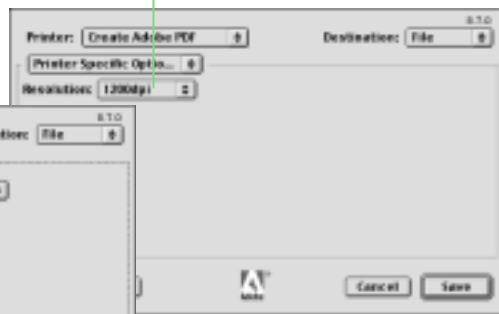 8.7.0
Printer: Create Adobe PDF Destination: File
Printer Specific Optio...
Resolution: 1200dpi
8.7.0
tion: File
Adobe
Cancel Save